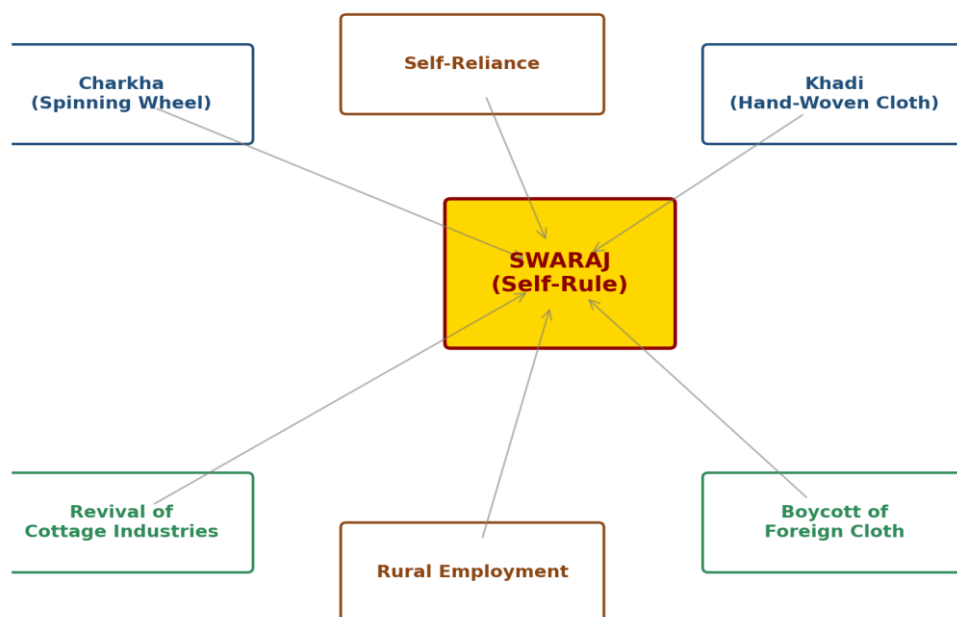 Self-Reliance
Charkha
(Spinning Wheel)
Khadi
(Hand-Woven Cloth)
SWARAJ
(Self-Rule)
Revival of
Cottage Industries
Boycott of
Foreign Cloth
Rural Employment